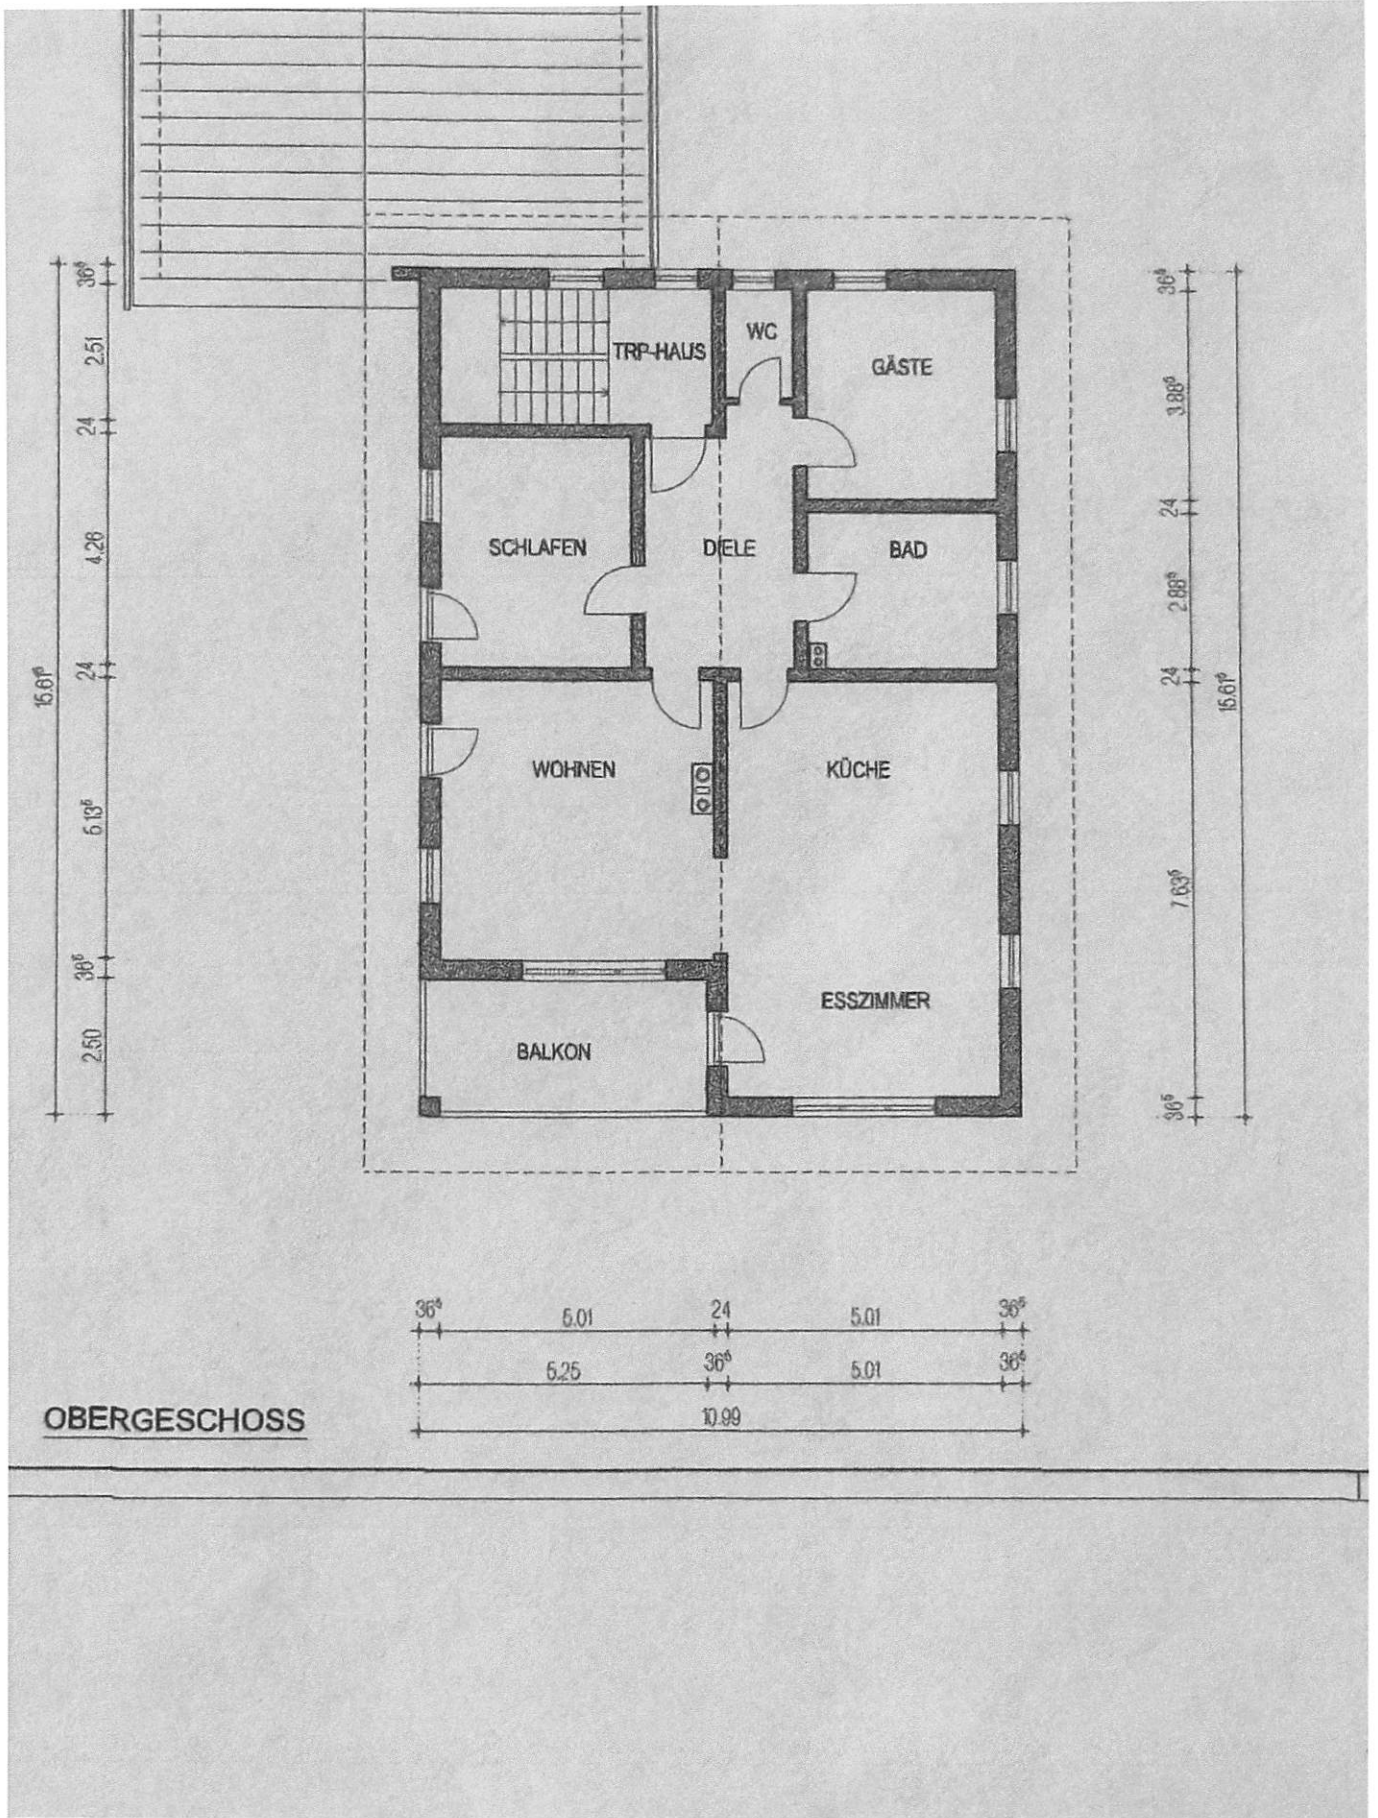 WC
TRP-HAUS
GÄSTE
SCHLAFEN
DIELE
BAD
WOHNEN
KÜCHE
ESSZIMMER
BALKON
36⁵
2.51
24
4.26
24
5.13⁵
36⁵
2.50
15.61⁵
36⁵
3.88⁵
24
2.88⁵
24
7.63⁵
36⁵
15.61⁵
36⁵ 5.01 24 5.01 36⁵
5.25 36⁵ 5.01 36⁵
10.99
OBERGESCHOSS